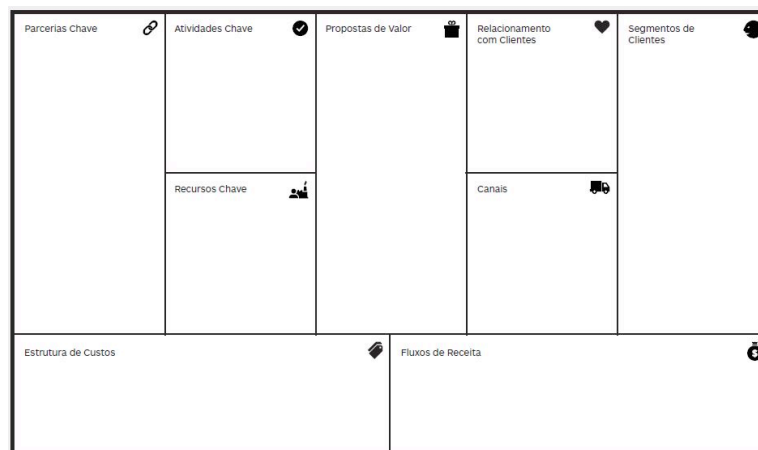 Parcerias Chave
Atividades Chave
Propostas de Valor
Relacionamento
com Clientes
Segmentos de
Clientes
Recursos Chave
Canais
Estrutura de Custos
Fluxos de Receita
$